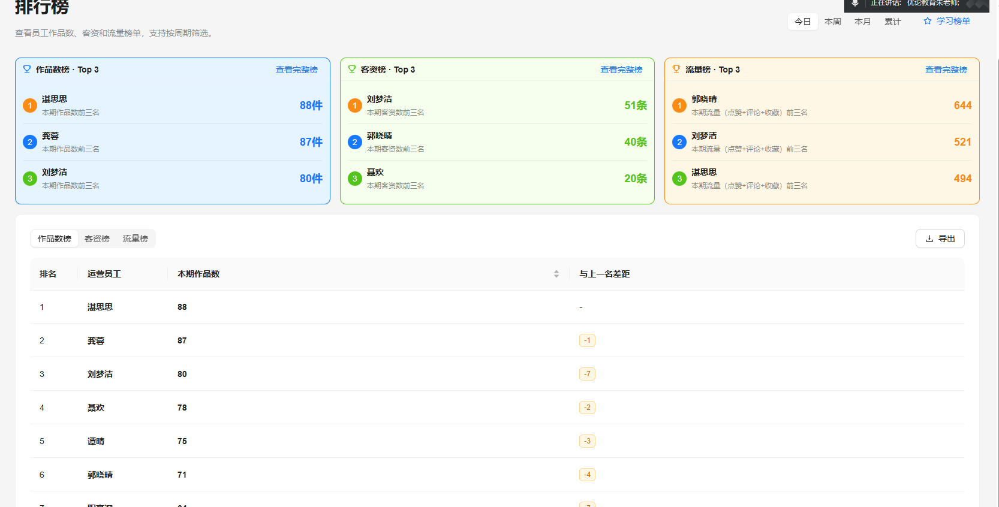 排行榜
正在讲话: 优论教育朱老师;
查看员工作品数、客资和流量榜单，支持按周期筛选。
今日 本周 本月 累计 学习榜单
作品数榜 · Top 3 查看完整榜
1 湛思思 88件
本期作品数前三名
2 龚蓉 87件
本期作品数前三名
3 刘梦洁 80件
本期作品数前三名
客资榜 · Top 3 查看完整榜
1 刘梦洁 51条
本期客资数前三名
2 郭晓晴 40条
本期客资数前三名
3 聂欢 20条
本期客资数前三名
流量榜 · Top 3 查看完整榜
1 郭晓晴 644
本期流量（点赞+评论+收藏）前三名
2 刘梦洁 521
本期流量（点赞+评论+收藏）前三名
3 湛思思 494
本期流量（点赞+评论+收藏）前三名
作品数榜 客资榜 流量榜 导出
排名 运营员工 本期作品数 与上一名差距
1 湛思思 88 -
2 龚蓉 87 -1
3 刘梦洁 80 -7
4 聂欢 78 -2
5 谭晴 75 -3
6 郭晓晴 71 -4